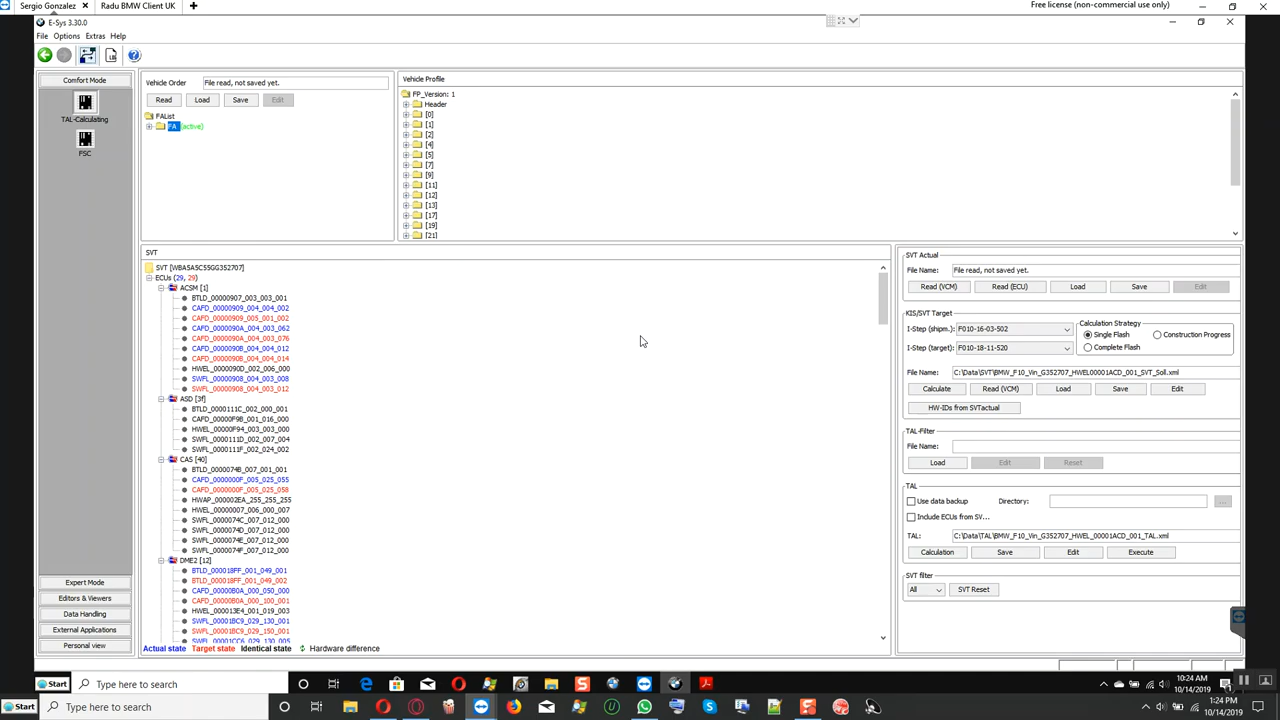 Sergio Gonzalez × Radu BMW Client UK + Free license (non-commercial use only)
E-Sys 3.30.0
File Options Extras Help
Comfort Mode
TAL-Calculating
FSC
Expert Mode
Editors & Viewers
Data Handling
External Applications
Personal view
Vehicle Order File read, not saved yet.
Read Load Save Edit
FAList
FA (active)
Vehicle Profile
FP_Version: 1
Header
[0]
[1]
[2]
[4]
[5]
[7]
[9]
[11]
[12]
[13]
[17]
[19]
[21]
SVT
SVT [WBA5A5C55GG352707]
ECUs (29, 29)
ACSM [1]
BTLD_00000907_003_003_001
CAFD_00000909_004_004_002
CAFD_00000909_005_001_002
CAFD_0000090A_004_003_062
CAFD_0000090A_004_003_076
CAFD_0000090B_004_004_012
CAFD_0000090B_004_004_014
HWEL_0000090D_002_006_000
SWFL_00000908_004_003_008
SWFL_00000908_004_003_012
ASD [3f]
BTLD_0000111C_002_000_001
CAFD_00000F9B_001_016_000
HWEL_00000F94_003_003_000
SWFL_0000111D_002_007_004
SWFL_0000111F_002_024_002
CAS [40]
BTLD_0000074B_007_001_001
CAFD_0000000F_005_025_055
CAFD_0000000F_005_025_058
HWAP_000002EA_255_255_255
HWEL_00000007_006_000_007
SWFL_0000074C_007_012_000
SWFL_0000074D_007_012_000
SWFL_0000074E_007_012_000
SWFL_0000074F_007_012_000
DME2 [12]
BTLD_000018FF_001_049_001
BTLD_000018FF_001_049_002
CAFD_00000B0A_000_050_000
CAFD_00000B0A_000_100_001
HWEL_000013E4_001_019_003
SWFL_00001BC9_029_130_001
SWFL_00001BC9_029_150_001
SWFL_00001CC6_029_130_005
Actual state Target state Identical state Hardware difference
SVT Actual
File Name: File read, not saved yet.
Read (VCM) Read (ECU) Load Save Edit
KIS/SVT Target
I-Step (shipm.): F010-16-03-502
I-Step (target): F010-18-11-520
Calculation Strategy
Single Flash Construction Progress
Complete Flash
File Name: C:\Data\SVT\BMW_F10_Vin_G352707_HWEL00001ACD_001_SVT_Soll.xml
Calculate Read (VCM) Load Save Edit
HW-IDs from SVTactual
TAL-Filter
File Name:
Load Edit Reset
TAL
Use data backup Directory: ...
Include ECUs from SV...
TAL: C:\Data\TAL\BMW_F10_Vin_G352707_HWEL_00001ACD_001_TAL.xml
Calculation Save Edit Execute
SVT filter
All SVT Reset
Start Type here to search 10:24 AM
10/14/2019
Start Type here to search 1:24 PM
10/14/2019